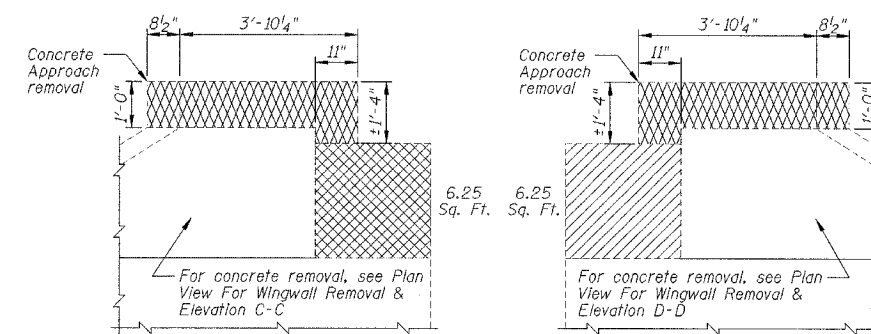 8½" 3'-10¼"
11"
Concrete
Approach
removal
1'-0"
±1'-4"
6.25
Sq. Ft.
For concrete removal, see Plan
View For Wingwall Removal &
Elevation C-C
3'-10¼" 8½"
11"
Concrete
Approach
removal
±1'-4"
1'-0"
6.25
Sq. Ft.
For concrete removal, see Plan
View For Wingwall Removal &
Elevation D-D